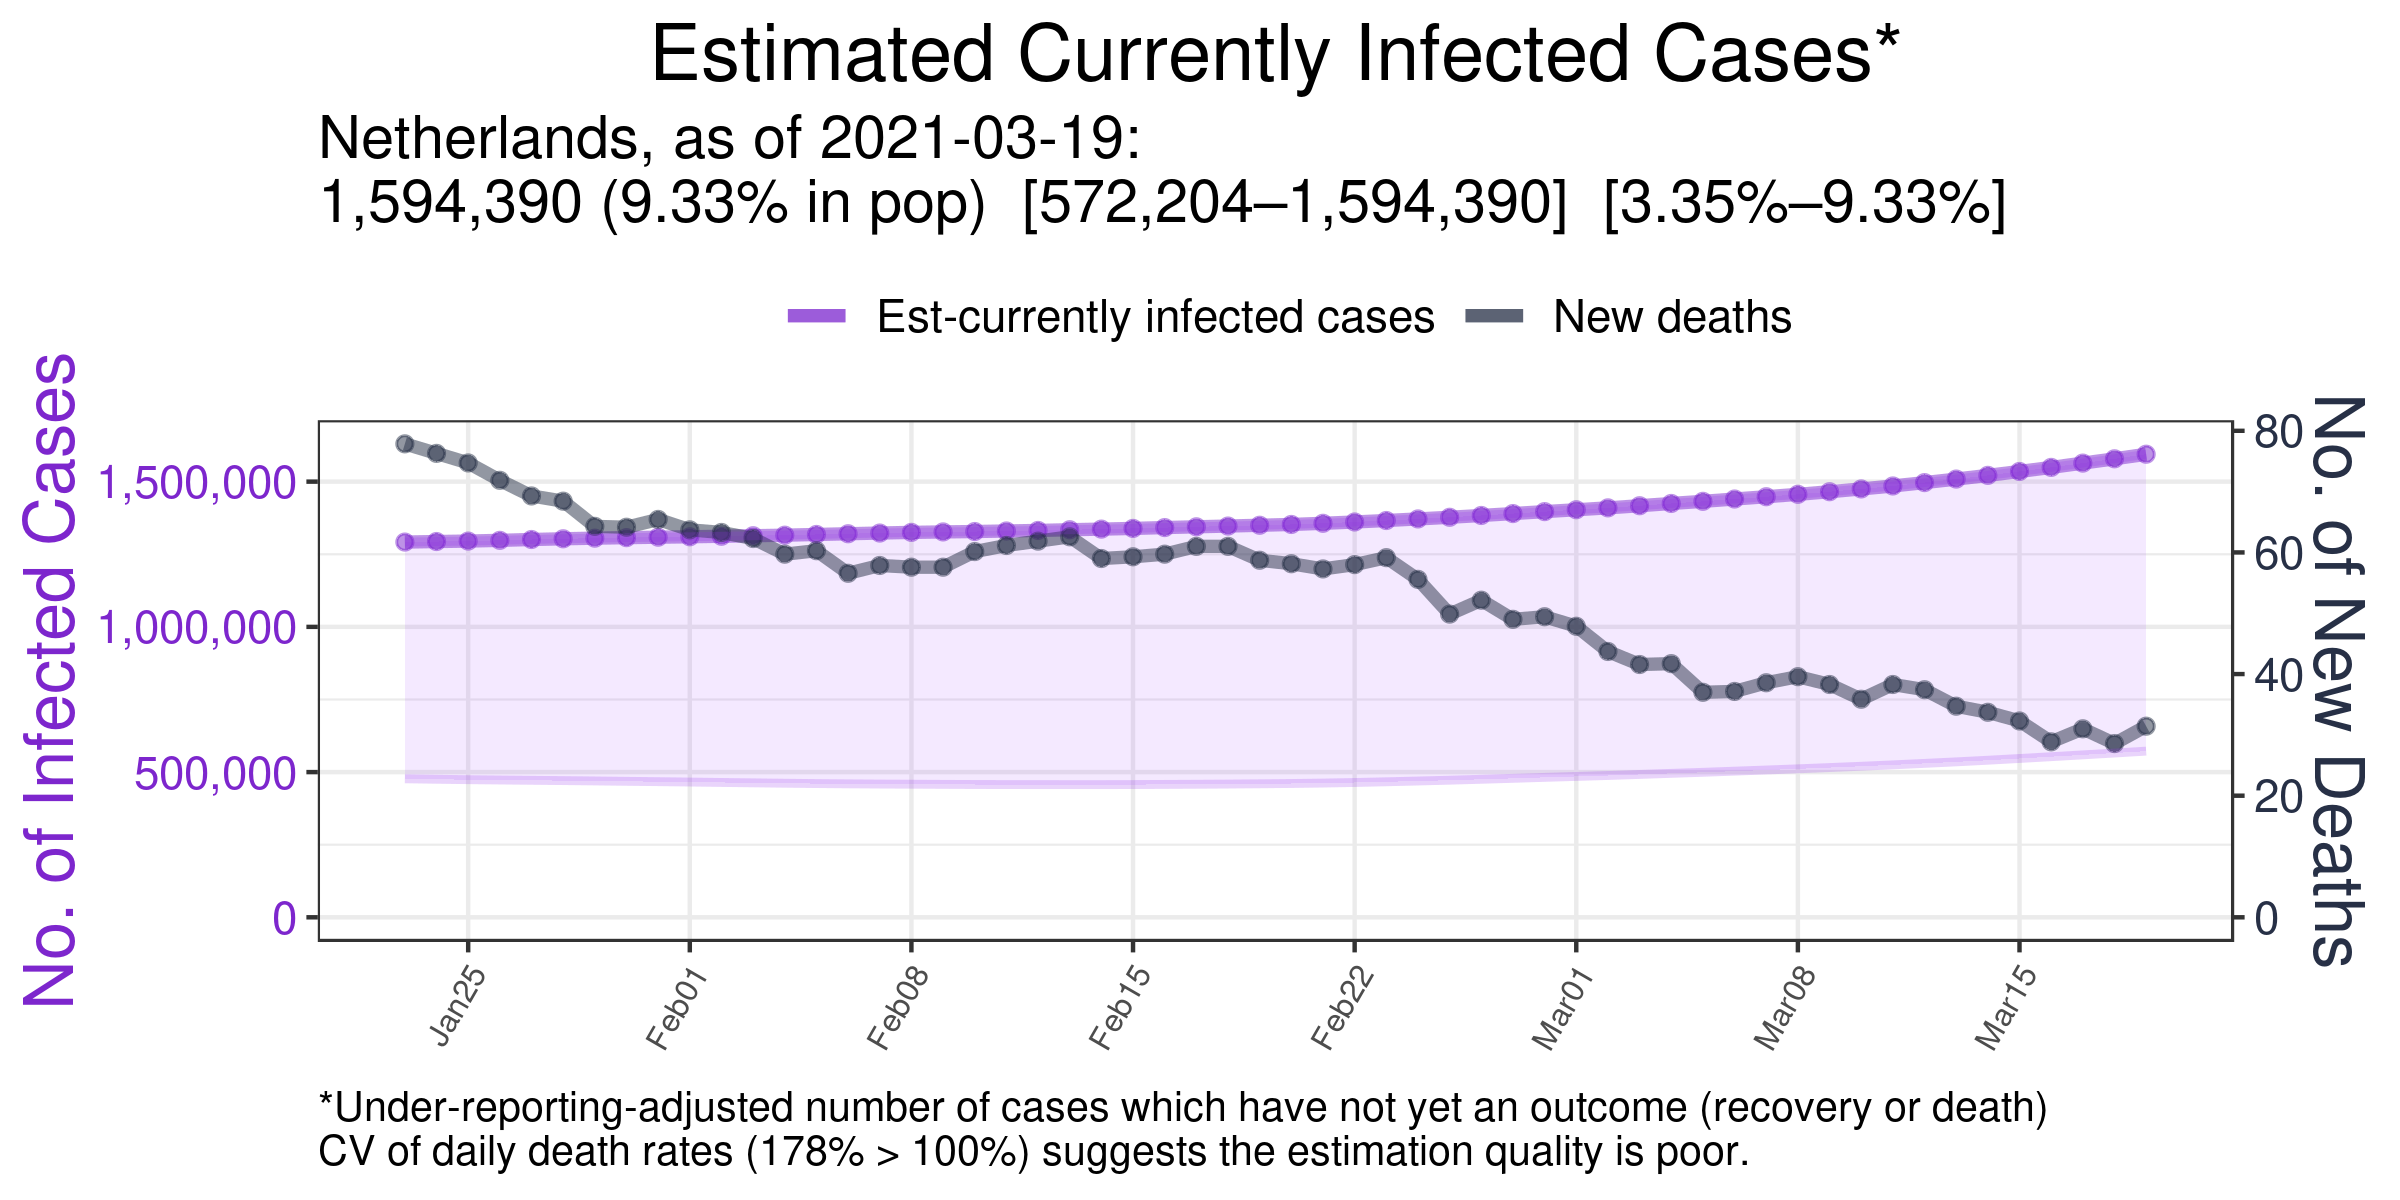 Estimated Currently Infected Cases*
Netherlands, as of 2021-03-19:
1,594,390 (9.33% in pop) [572,204–1,594,390] [3.35%–9.33%]
Est-currently infected cases
New deaths
No. of Infected Cases
1,500,000
1,000,000
500,000
0
80
60
40
20
0
No. of New Deaths
Jan25
Feb01
Feb08
Feb15
Feb22
Mar01
Mar08
Mar15
*Under-reporting-adjusted number of cases which have not yet an outcome (recovery or death)
CV of daily death rates (178% > 100%) suggests the estimation quality is poor.